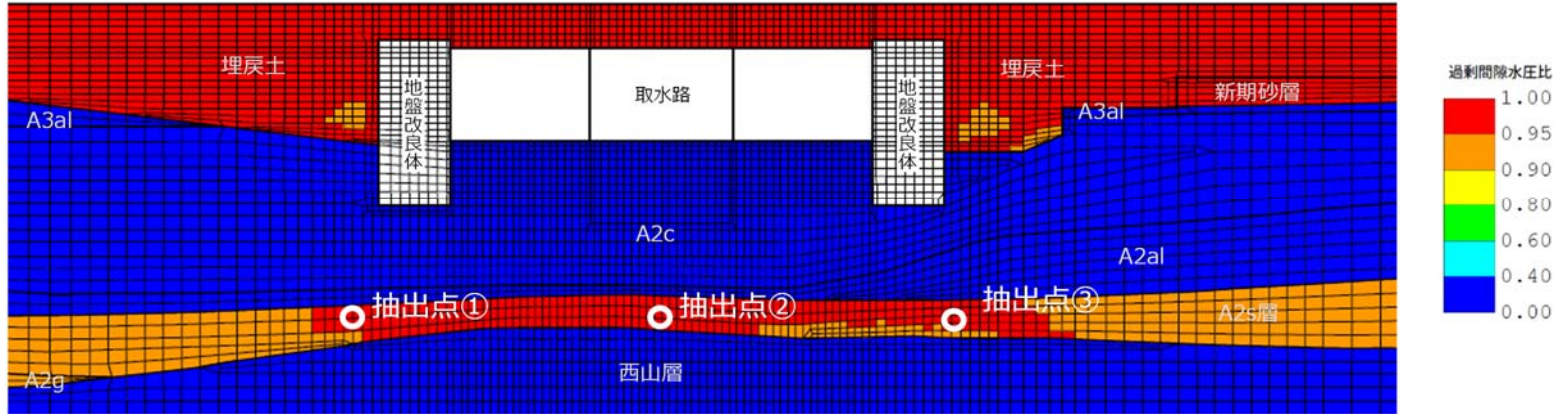 埋戻土
地盤改良体
取水路
地盤改良体
埋戻土
新期砂層
A3al
A3al
A2c
A2al
抽出点①
抽出点②
抽出点③
A2s層
A2g
西山層
過剰間隙水圧比
1.00
0.95
0.90
0.80
0.60
0.40
0.00